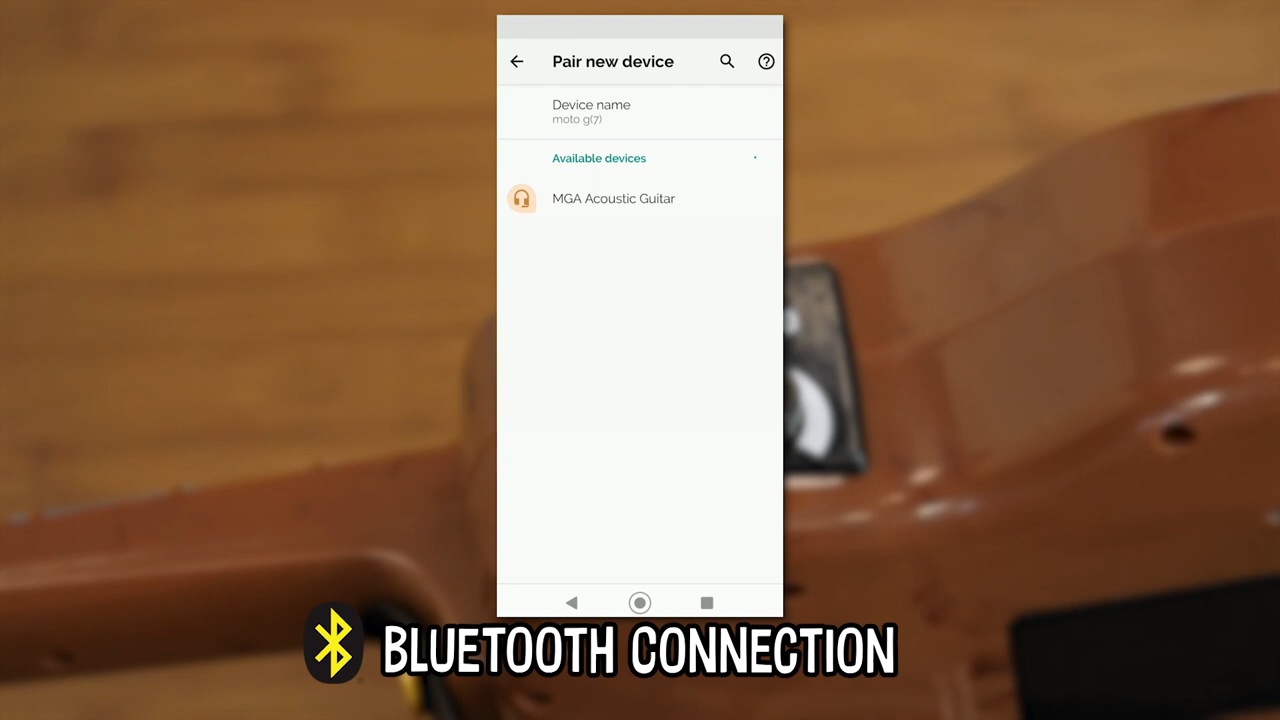 Pair new device
Device name
moto g(7)
Available devices
MGA Acoustic Guitar
BLUETOOTH CONNECTION